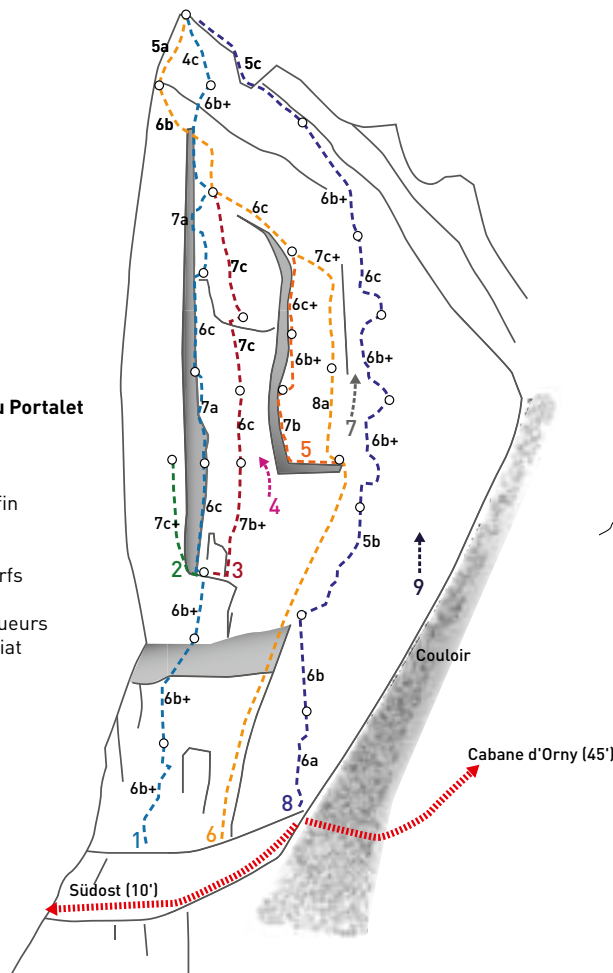 5a
4c
5c
6b+
6b
6b+
6c
7a
7c+
7c
6c
6c+
6c
7c
6b+
6b+
7a
8a
7
6c
7b
6b+
5
u Portalet
fin
rfs
ueurs
iat
4
6c
7c+
7b+
5b
2
3
9
6b+
Couloir
6b
6b+
6a
Cabane d'Orny (45')
6b+
8
1
6
Südost (10')